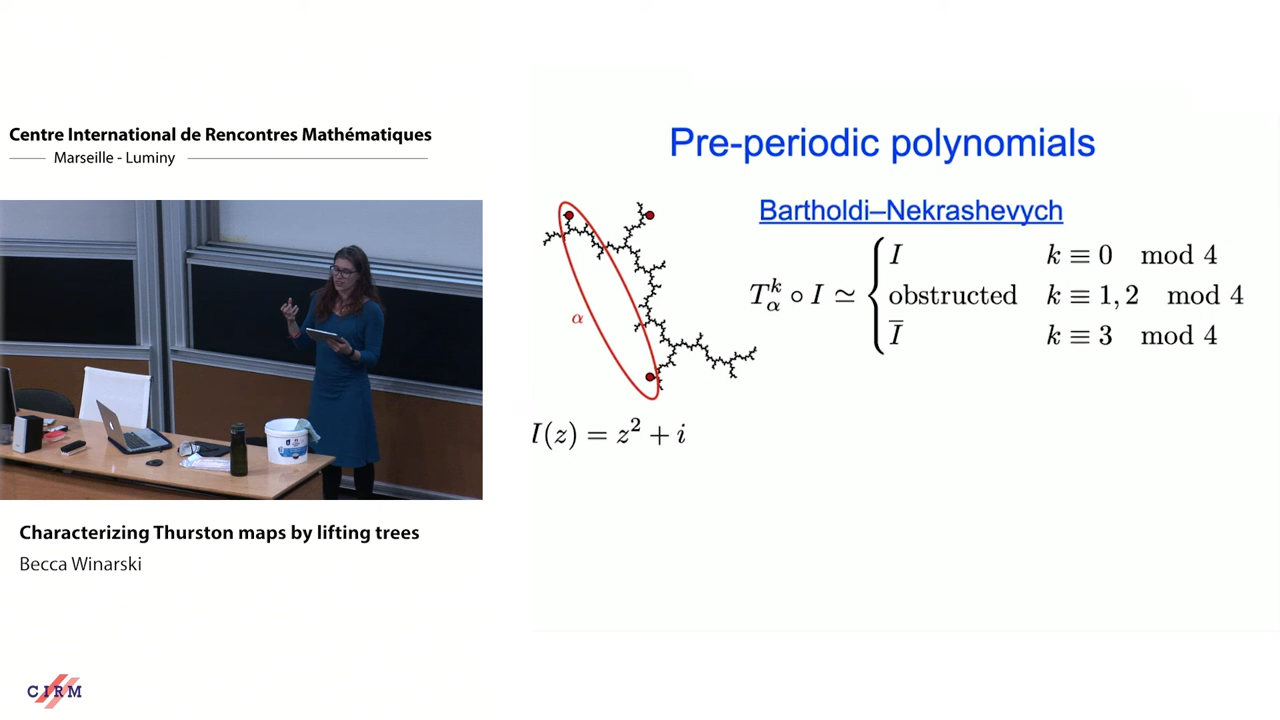 Centre International de Rencontres Mathématiques
Marseille - Luminy
Characterizing Thurston maps by lifting trees
Becca Winarski
CIRM
Pre-periodic polynomials
Bartholdi–Nekrashevych
α
I(z) = z² + i
T_α^k ∘ I ≃ {
I k ≡ 0 mod 4
obstructed k ≡ 1, 2 mod 4
Ī k ≡ 3 mod 4